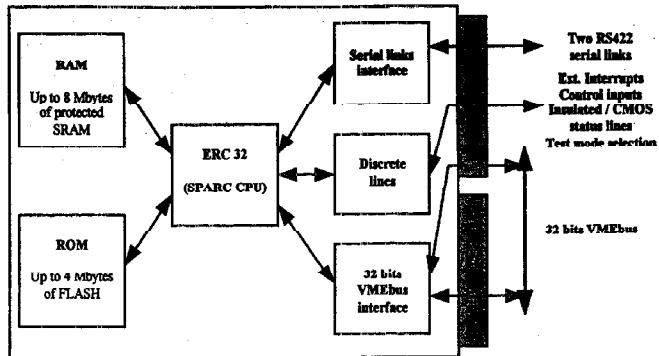 RAM
Up to 8 Mbytes
of protected
SRAM
ROM
Up to 4 Mbytes
of FLASH
ERC 32
(SPARC CPU)
Serial links
interface
Discrete
lines
32 bits
VMEbus
interface
Two RS422
serial links
Ext. Interrupts
Control inputs
Insulated / CMOS
status lines
Test mode selection
32 bits VMEbus